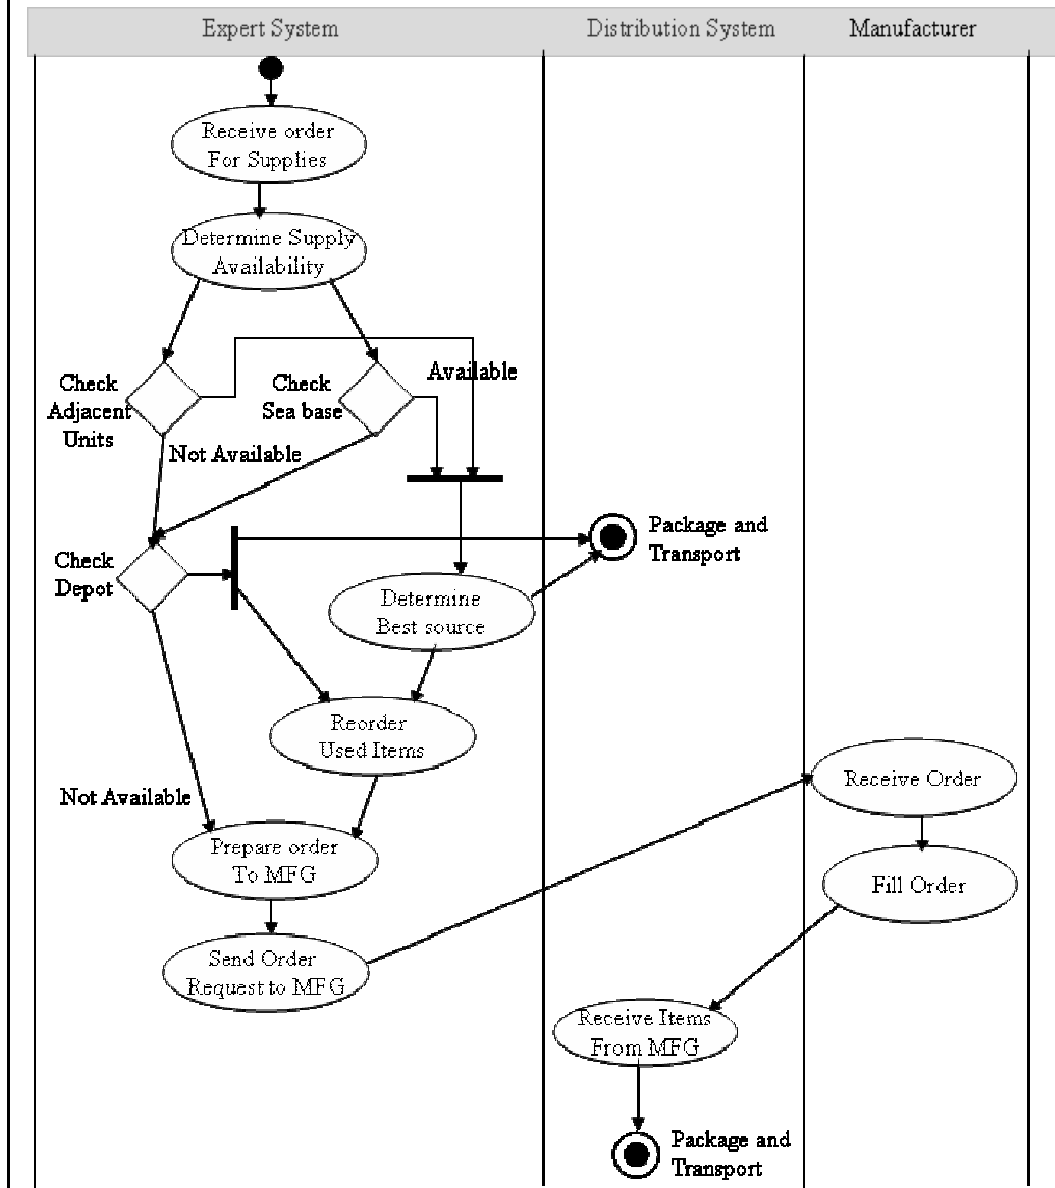 Expert System
Distribution System
Manufacturer
Receive order
For Supplies
Determine Supply
Availability
Check
Adjacent
Units
Check
Sea base
Available
Not Available
Check
Depot
Package and
Transport
Determine
Best source
Reorder
Used Items
Receive Order
Not Available
Prepare order
To MFG
Fill Order
Send Order
Request to MFG
Receive Items
From MFG
Package and
Transport